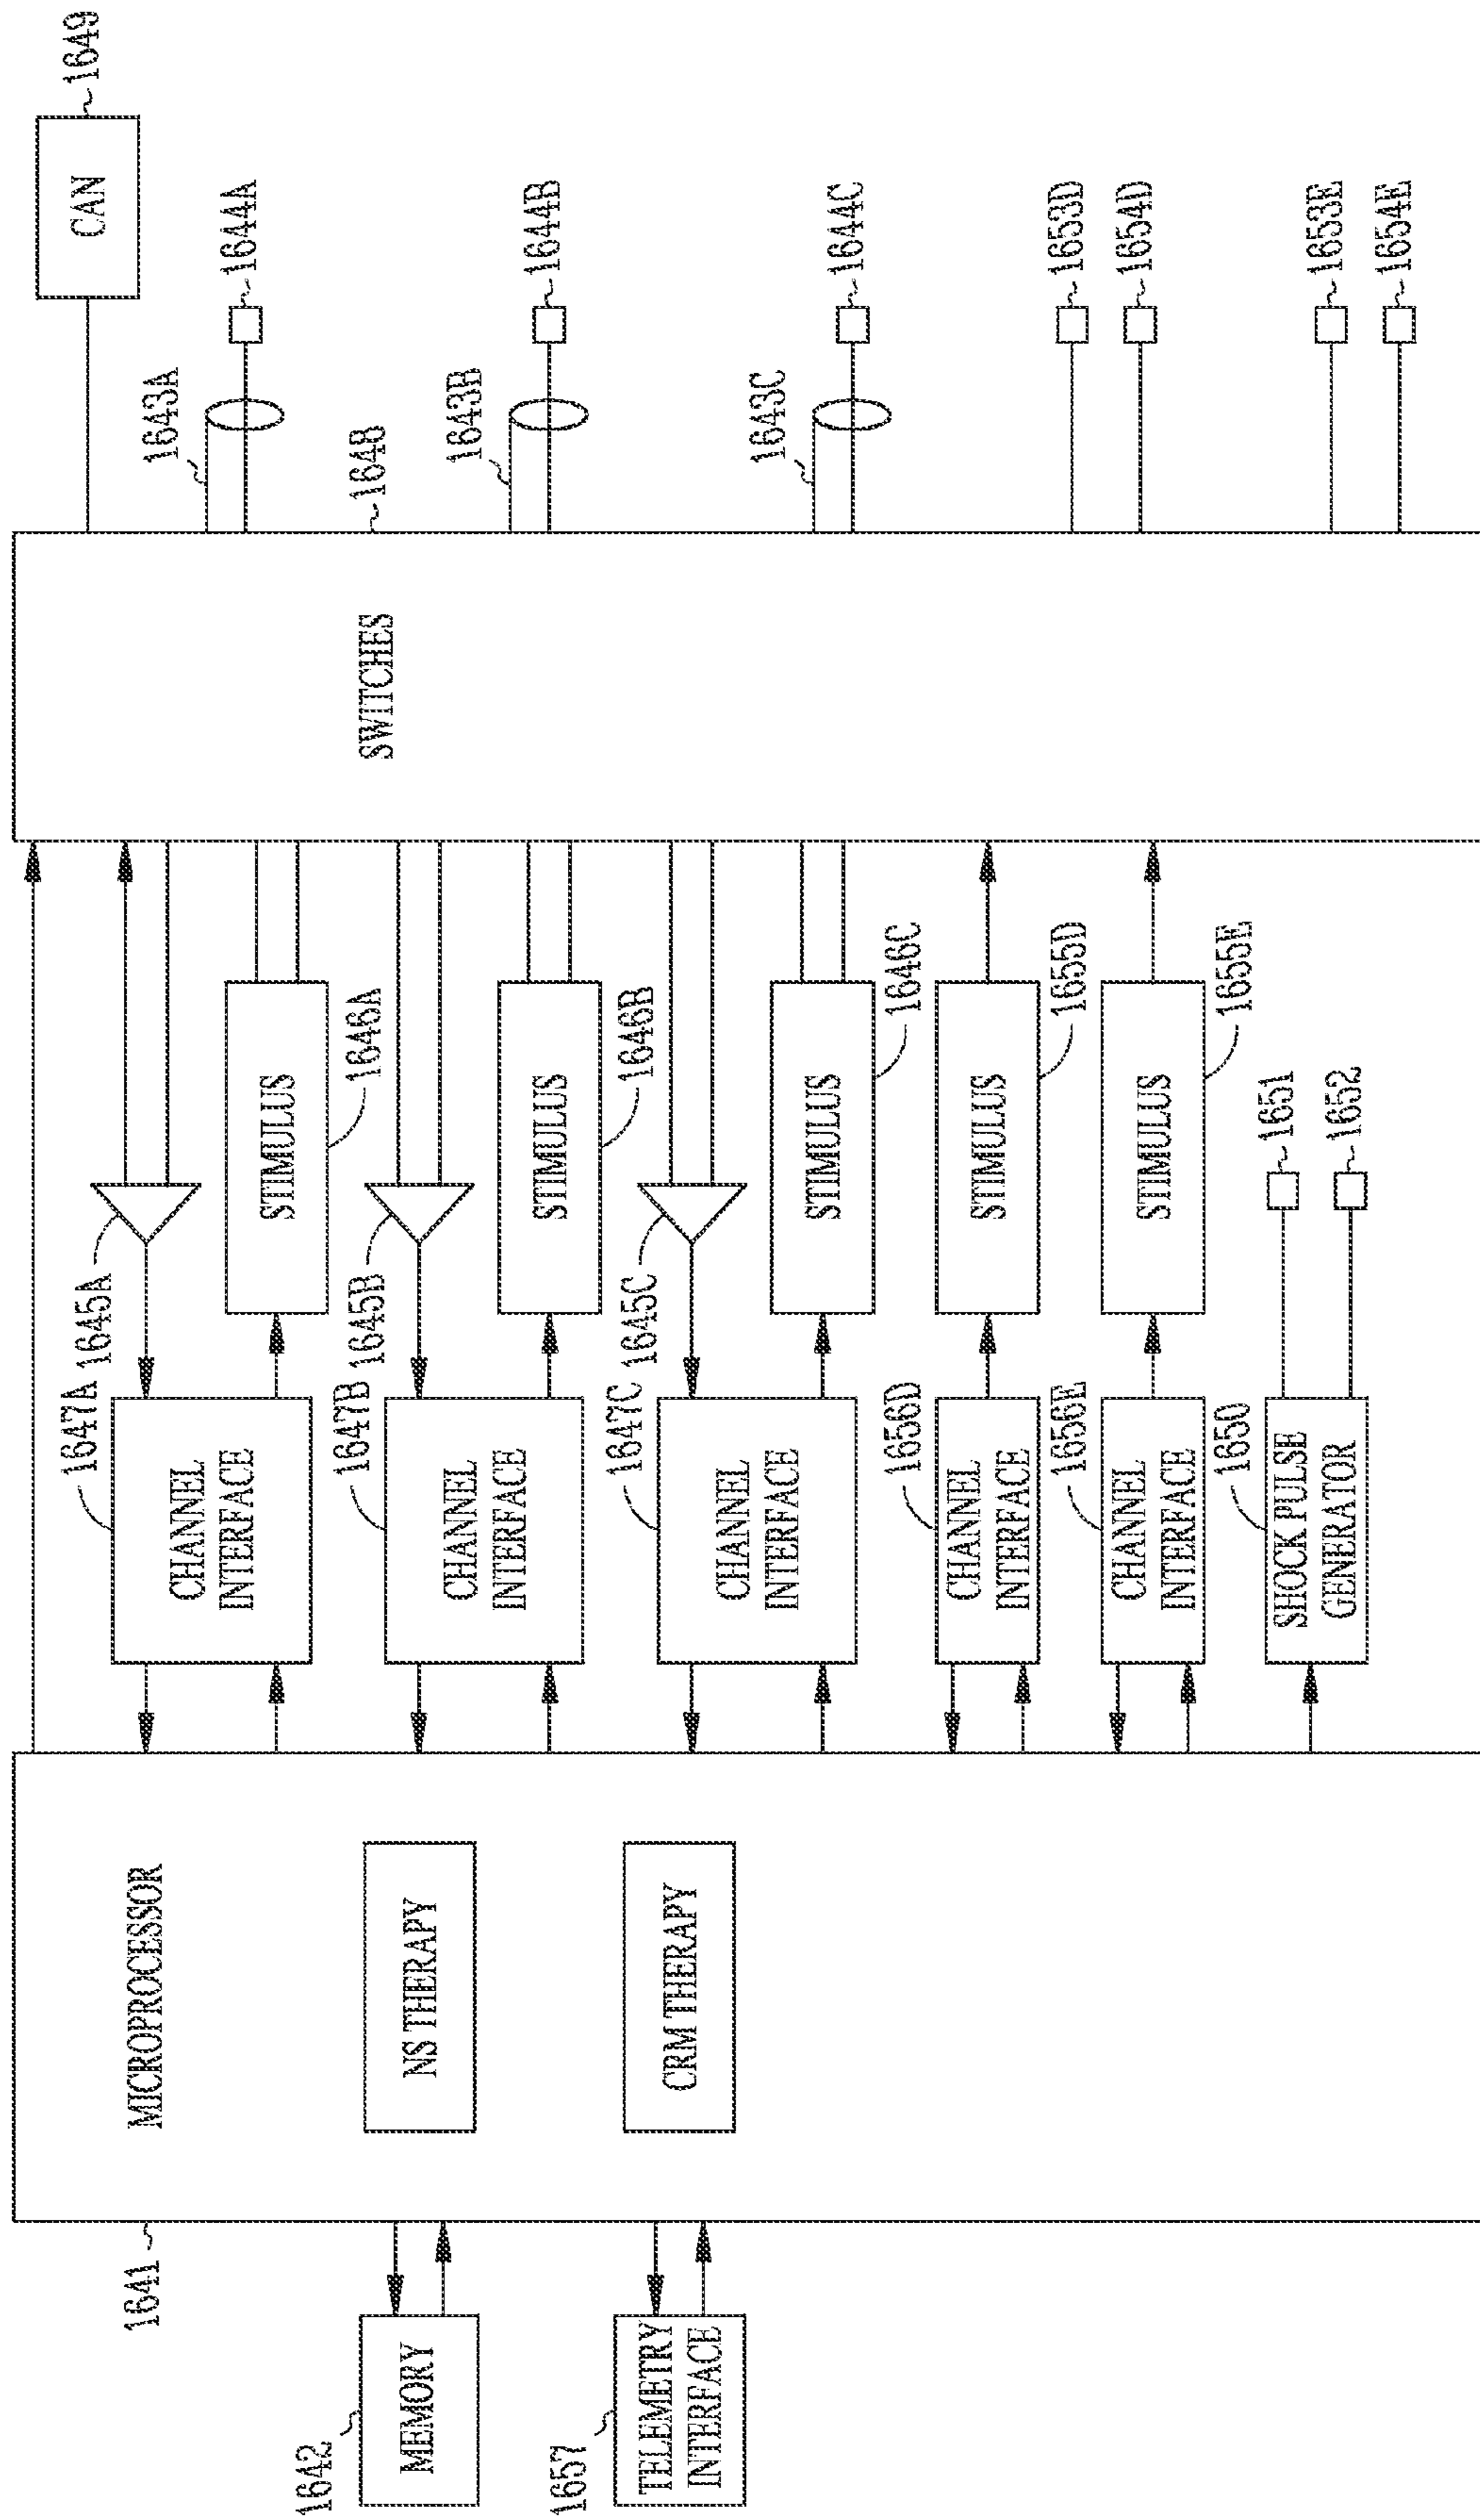 1641
1642
MEMORY
1657
TELEMETRY
INTERFACE
MICROPROCESSOR
NS THERAPY
CRM THERAPY
1647A
CHANNEL
INTERFACE
1645A
STIMULUS
1646A
1647B
CHANNEL
INTERFACE
1645B
STIMULUS
1646B
1647C
CHANNEL
INTERFACE
1645C
STIMULUS
1646C
1656D
CHANNEL
INTERFACE
STIMULUS
1655D
1656E
CHANNEL
INTERFACE
STIMULUS
1655E
1650
SHOCK PULSE
GENERATOR
1651
1652
SWITCHES
1648
CAN
1649
1643A
1644A
1643B
1644B
1643C
1644C
1653D
1654D
1653E
1654E